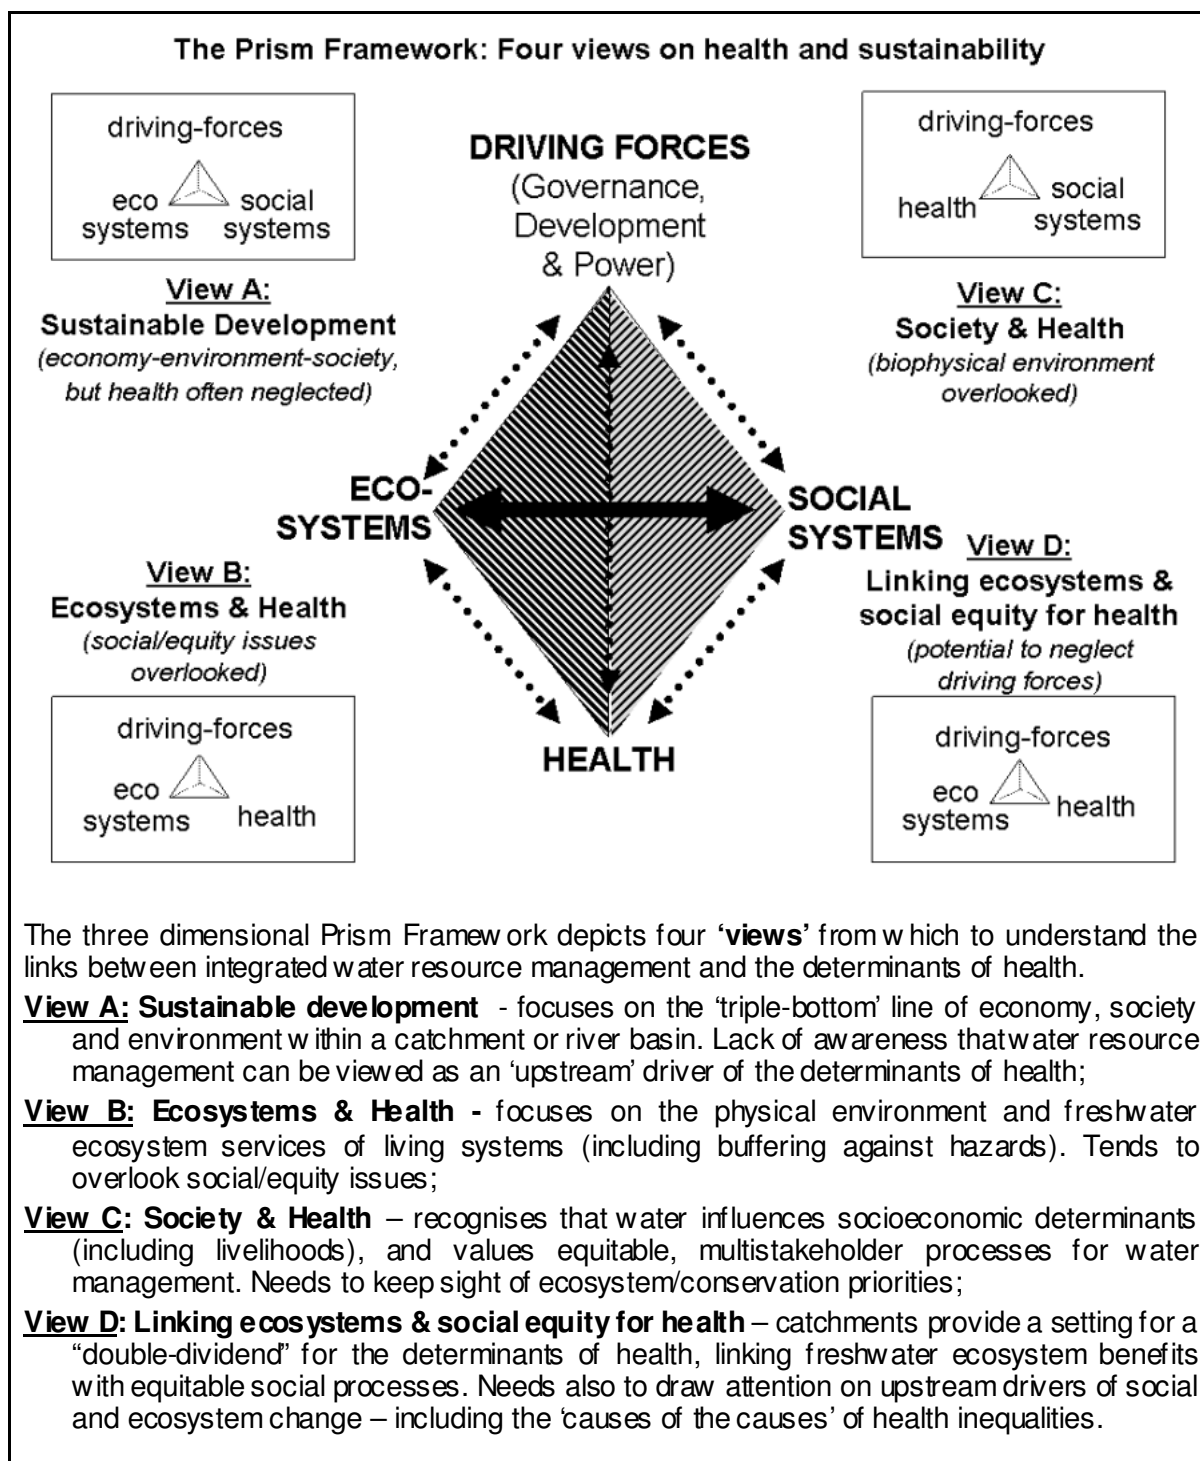 The Prism Framework: Four views on health and sustainability
driving-forces
eco
systems
social
systems
View A:
Sustainable Development
(economy-environment-society,
but health often neglected)
DRIVING FORCES
(Governance,
Development
& Power)
driving-forces
health
social
systems
View C:
Society & Health
(biophysical environment
overlooked)
ECO-
SYSTEMS
SOCIAL
SYSTEMS
View B:
Ecosystems & Health
(social/equity issues
overlooked)
driving-forces
eco
systems
health
HEALTH
View D:
Linking ecosystems &
social equity for health
(potential to neglect
driving forces)
driving-forces
eco
systems
health
The three dimensional Prism Framework depicts four ‘views’ from which to understand the
links between integrated water resource management and the determinants of health.
View A: Sustainable development - focuses on the ‘triple-bottom’ line of economy, society
and environment within a catchment or river basin. Lack of awareness that water resource
management can be viewed as an ‘upstream’ driver of the determinants of health;
View B: Ecosystems & Health - focuses on the physical environment and freshwater
ecosystem services of living systems (including buffering against hazards). Tends to
overlook social/equity issues;
View C: Society & Health – recognises that water influences socioeconomic determinants
(including livelihoods), and values equitable, multistakeholder processes for water
management. Needs to keep sight of ecosystem/conservation priorities;
View D: Linking ecosystems & social equity for health – catchments provide a setting for a
“double-dividend” for the determinants of health, linking freshwater ecosystem benefits
with equitable social processes. Needs also to draw attention on upstream drivers of social
and ecosystem change – including the ‘causes of the causes’ of health inequalities.